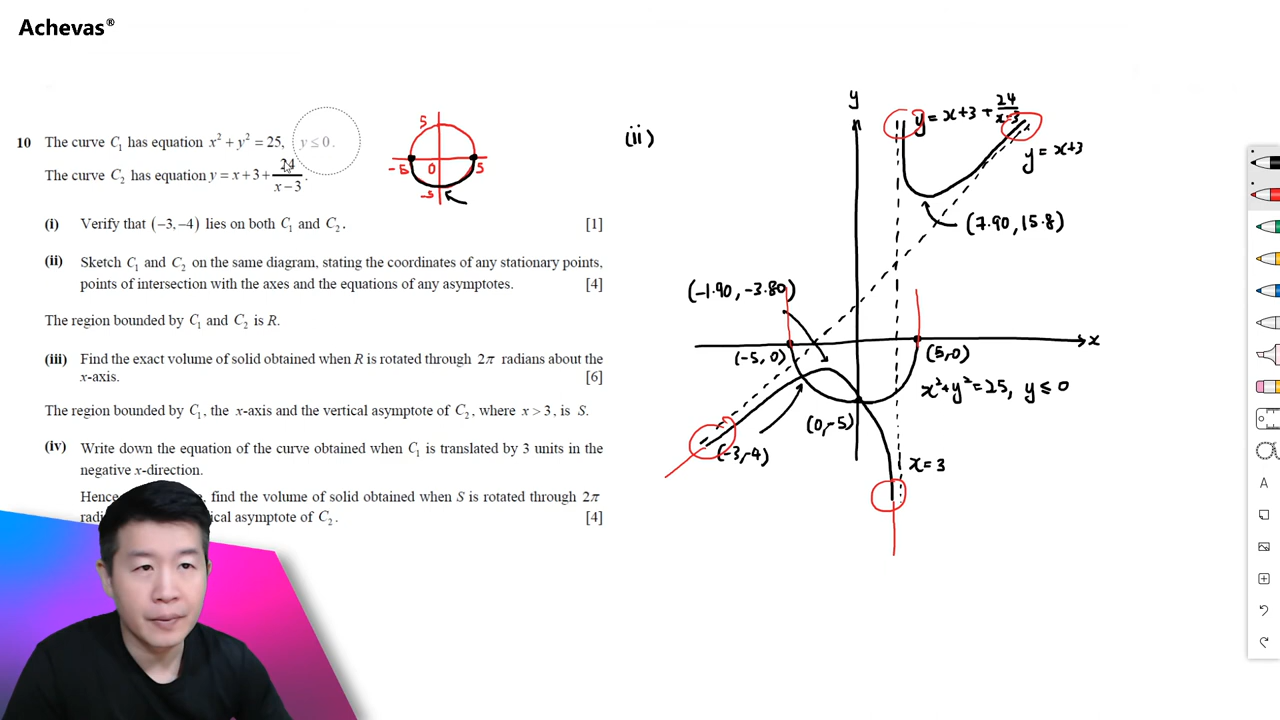 Achevas®
10 The curve C₁ has equation x² + y² = 25, y ≤ 0.
The curve C₂ has equation y = x + 3 + 24/(x − 3).
(i) Verify that (−3, −4) lies on both C₁ and C₂. [1]
(ii) Sketch C₁ and C₂ on the same diagram, stating the coordinates of any stationary points,
points of intersection with the axes and the equations of any asymptotes. [4]
The region bounded by C₁ and C₂ is R.
(iii) Find the exact volume of solid obtained when R is rotated through 2π radians about the
x-axis. [6]
The region bounded by C₁, the x-axis and the vertical asymptote of C₂, where x > 3, is S.
(iv) Write down the equation of the curve obtained when C₁ is translated by 3 units in the
negative x-direction.
find the volume of solid obtained when S is rotated through 2π
asymptote of C₂. [4]
5
-5 0 5
-5
(ii)
y
y = x+3 + 24/(x-3)
y = x+3
(7.90, 15.8)
(-1.90, -3.80)
x
(-5, 0)
(5, 0)
x² + y² = 25, y ≤ 0
(0, -5)
(-3, -4)
x = 3
A